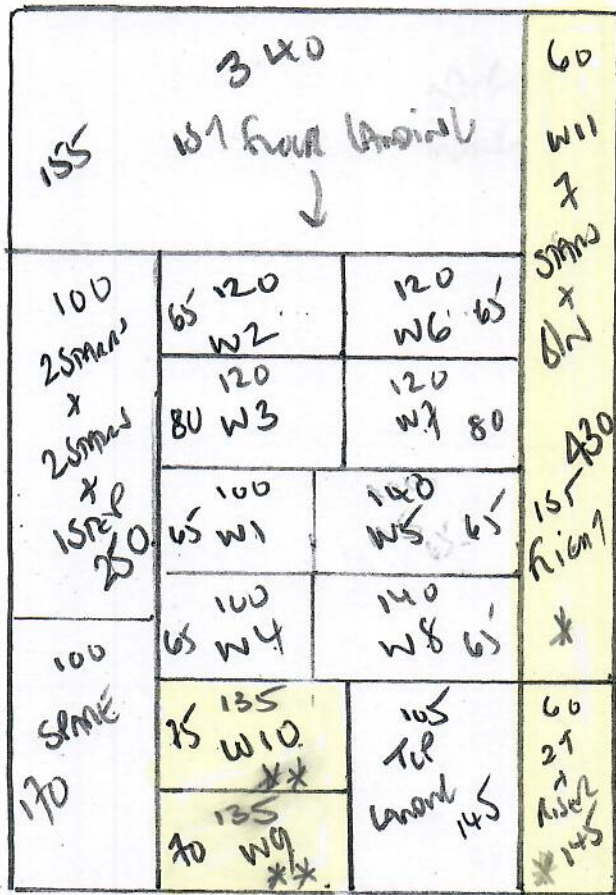 340
155
1ST FLOOR LANDING
↓
60
W11
7
STAIRS
+
B/N
430
1ST
FLIGHT
*
100
2 STAIRS
+
2 STAIRS
+
1 STEP
250
120
65
W2
120
W6 65
120
80 W3
120
W7 80
100
65 W1
140
W5 65
100
65 W4
140
W8 65
100
SPARE
170
135
75 W10
**
135
70 W9
**
105
TOP
LANDING
145
60
2T
+
RISER
* 145